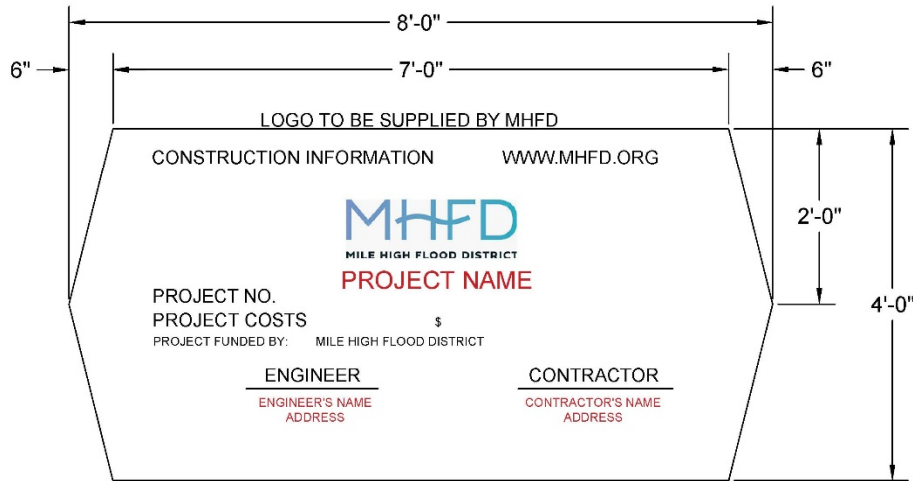 8'-0"
6" 7'-0" 6"
LOGO TO BE SUPPLIED BY MHFD
CONSTRUCTION INFORMATION WWW.MHFD.ORG
2'-0"
MHFD
MILE HIGH FLOOD DISTRICT
PROJECT NAME
PROJECT NO.
4'-0"
PROJECT COSTS $
PROJECT FUNDED BY: MILE HIGH FLOOD DISTRICT
ENGINEER CONTRACTOR
ENGINEER'S NAME CONTRACTOR'S NAME
ADDRESS ADDRESS